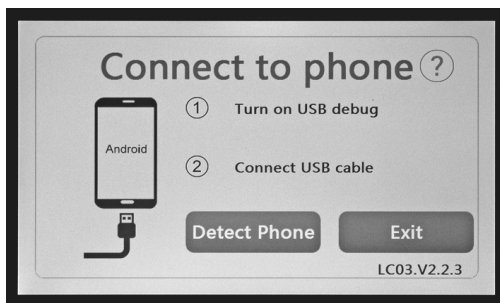 Connect to phone ?
1 Turn on USB debug
Android
2 Connect USB cable
Detect Phone Exit
LC03.V2.2.3